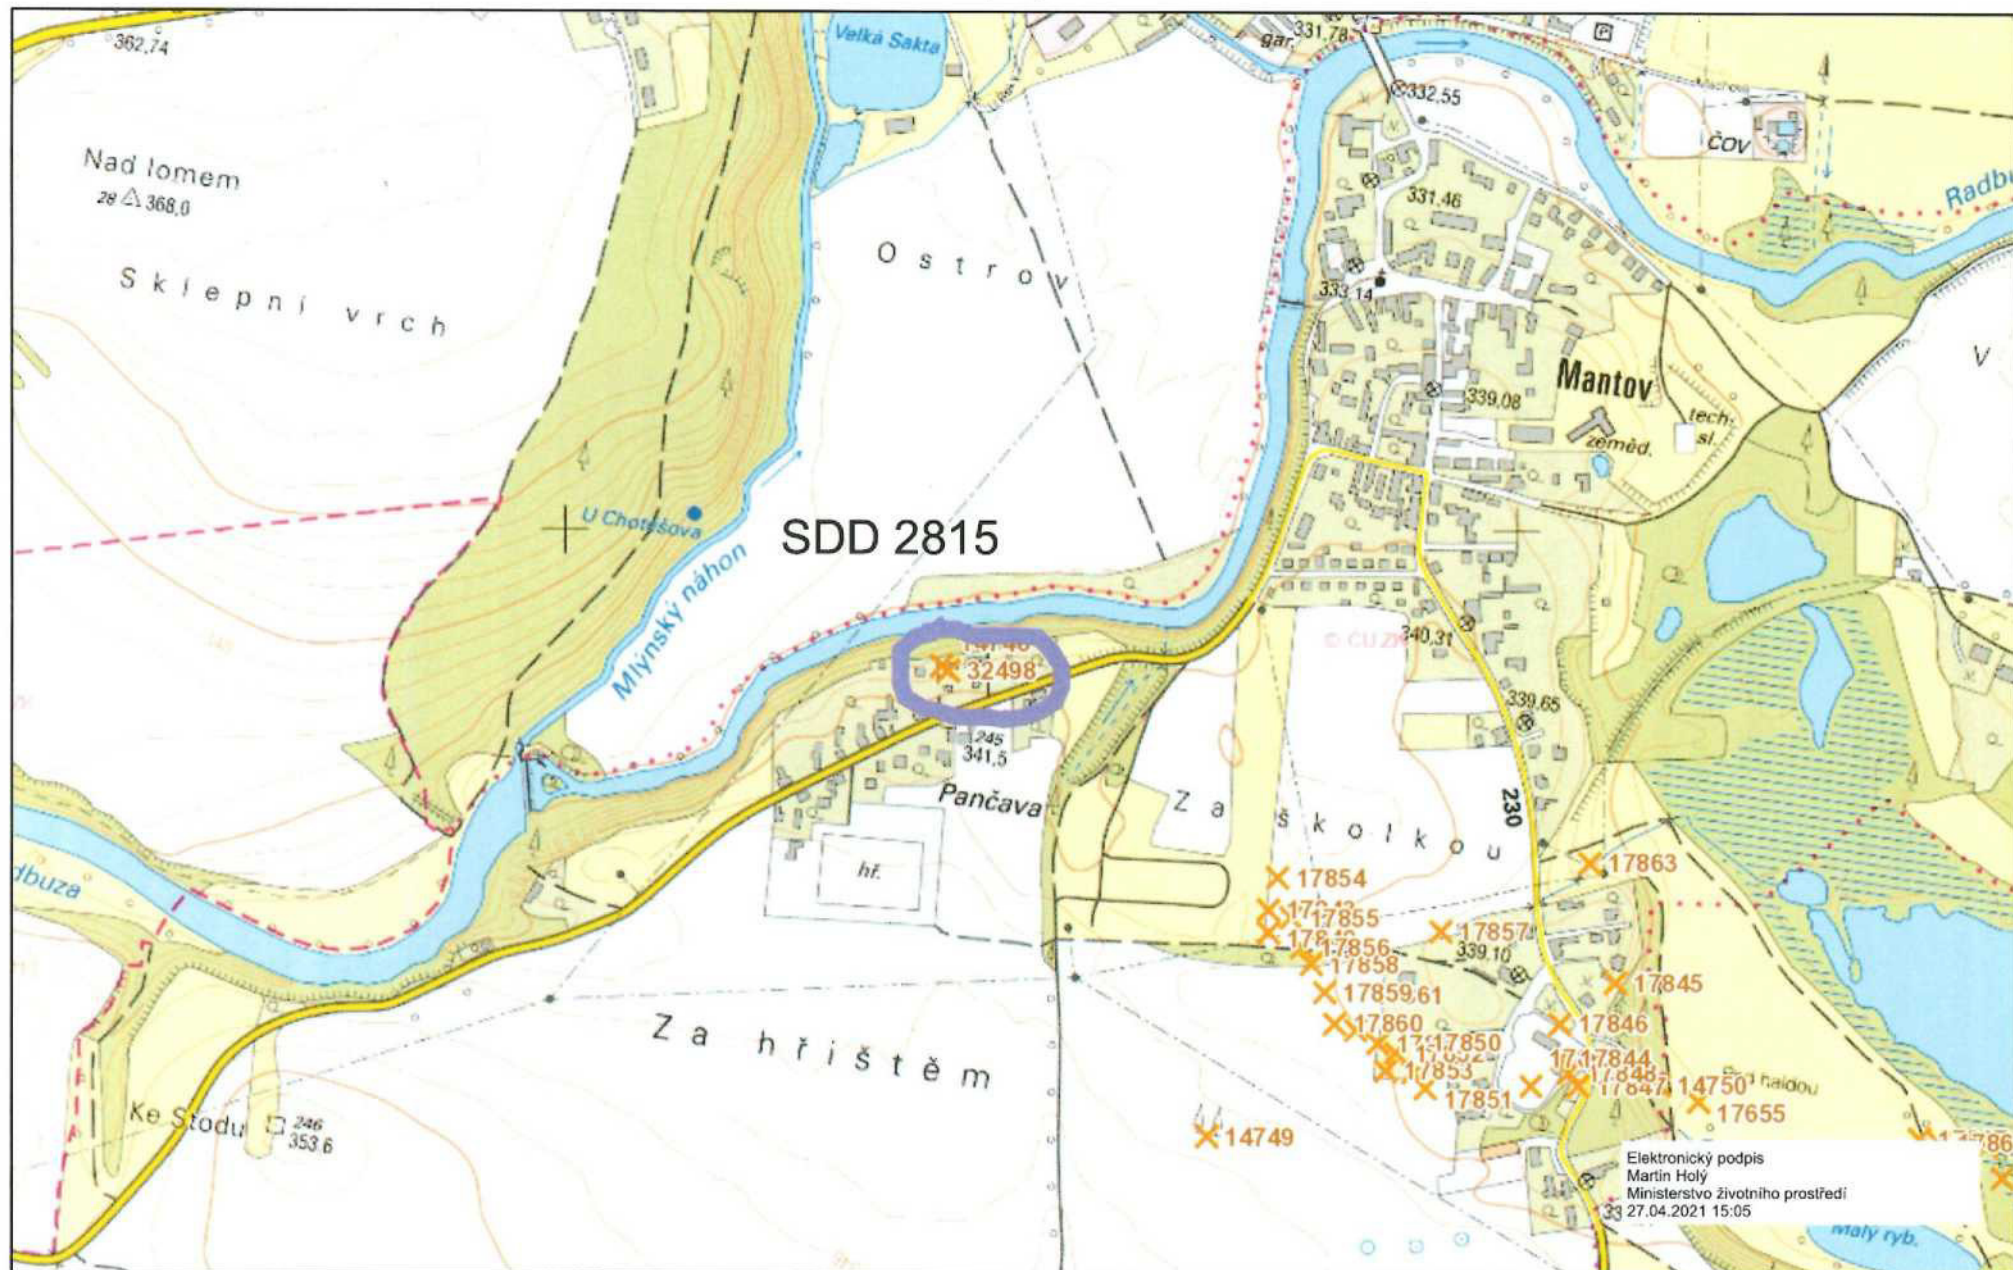 362,74
Velká Sakta
gar.
331,78
332,55
ČOV
Nad lomem
28 368,0
331,46
Ostrov
Sklepní vrch
333,14
Mantov
V
339,08
tech.
sl.
zeměd.
U Chotěšova
SDD 2815
Mlýnský náhon
340,31
32498
339,65
245
341,5
Pančava
Za školkou
230
hř.
17854
17863
17855
17857
17856
339,10
17858
17845
17859
61
17860
17846
Za hřištěm
17850
17844
17853
17847
14750
17851
17655
Ke Stodu
246
353,6
14749
Elektronický podpis
Martin Holý
Ministerstvo životního prostředí
27.04.2021 15:05
33
Malý ryb.